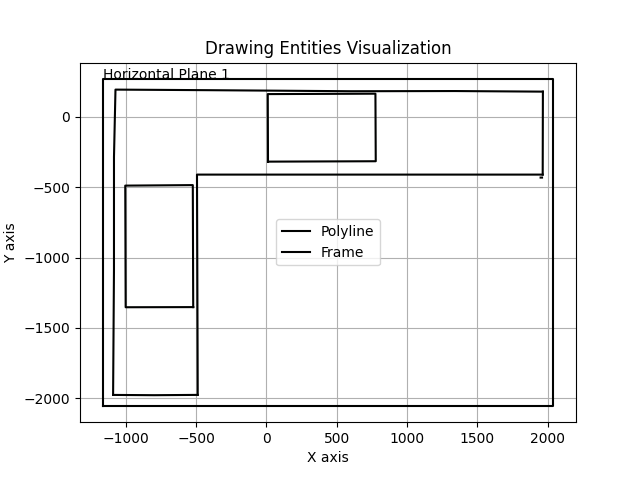 Drawing Entities Visualization
Horizontal Plane 1
0
−500
−1000
−1500
−2000
Y axis
Polyline
Frame
−1000
−500
0
500
1000
1500
2000
X axis